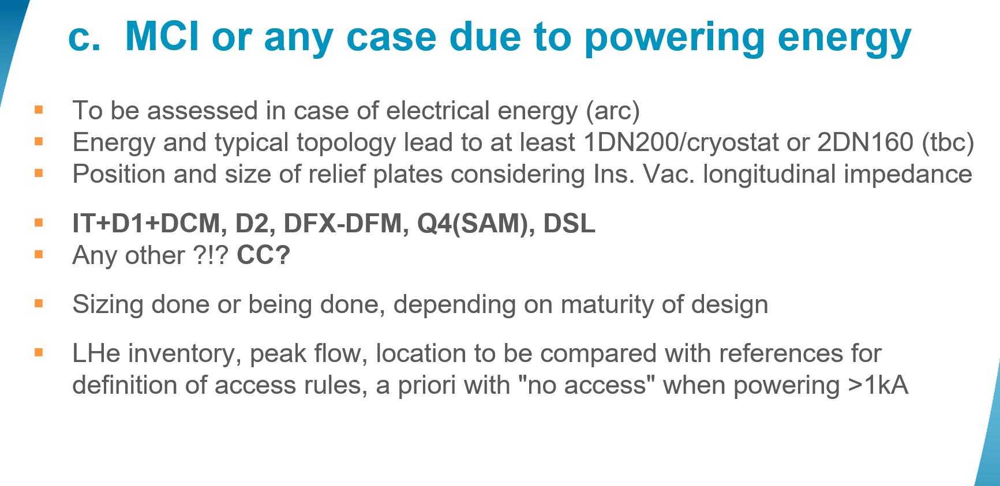 c. MCI or any case due to powering energy
To be assessed in case of electrical energy (arc)
Energy and typical topology lead to at least 1DN200/cryostat or 2DN160 (tbc)
Position and size of relief plates considering Ins. Vac. longitudinal impedance
IT+D1+DCM, D2, DFX-DFM, Q4(SAM), DSL
Any other ?!? CC?
Sizing done or being done, depending on maturity of design
LHe inventory, peak flow, location to be compared with references for
definition of access rules, a priori with "no access" when powering >1kA